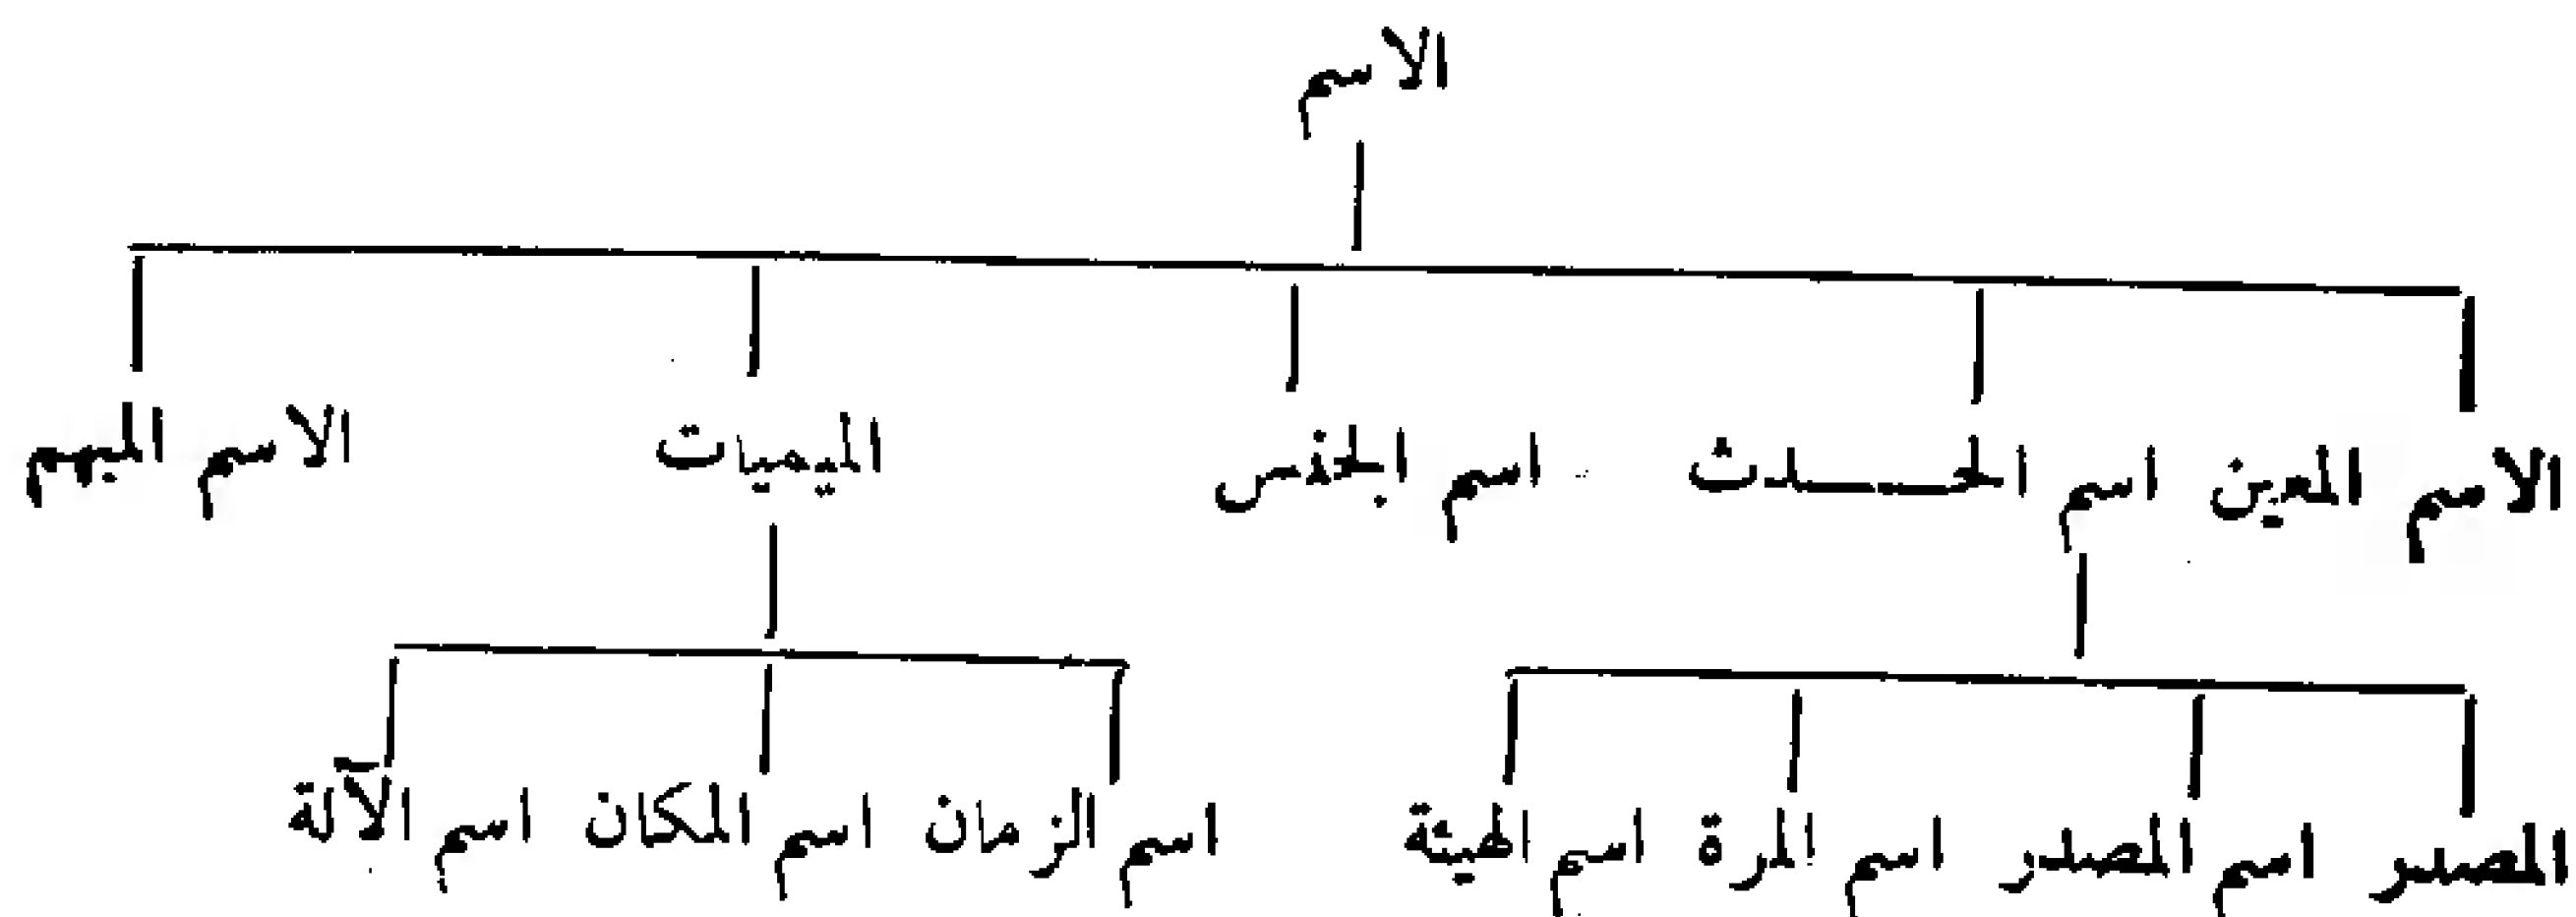 الاسم
الاسم المعين اسم الحـــدث اسم الجنس الميميات الاسم المبهم
المصدر اسم المصدر اسم المرة اسم الهيئة اسم الزمان اسم المكان اسم الآلة